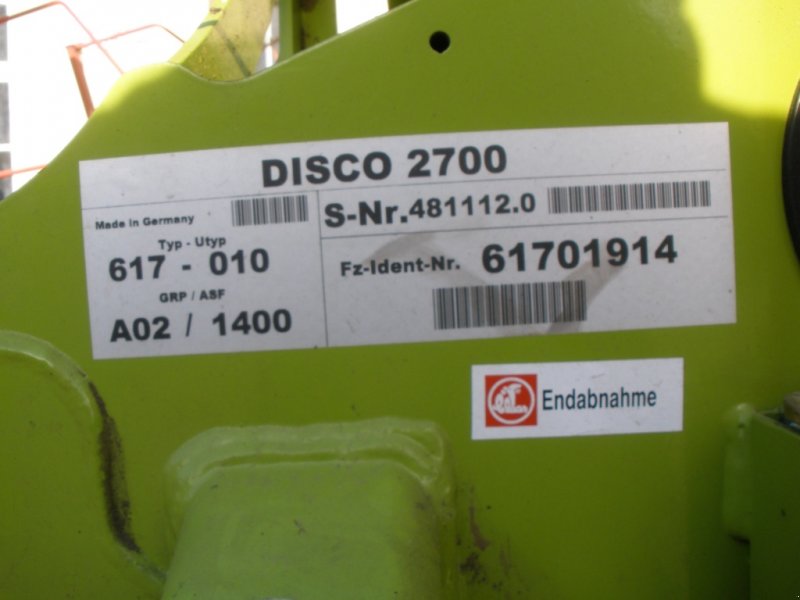 DISCO 2700
Made in Germany
Typ - Utyp
617 - 010
GRP / ASF
A02 / 1400
S-Nr.481112.0
Fz-Ident-Nr. 61701914
Endabnahme